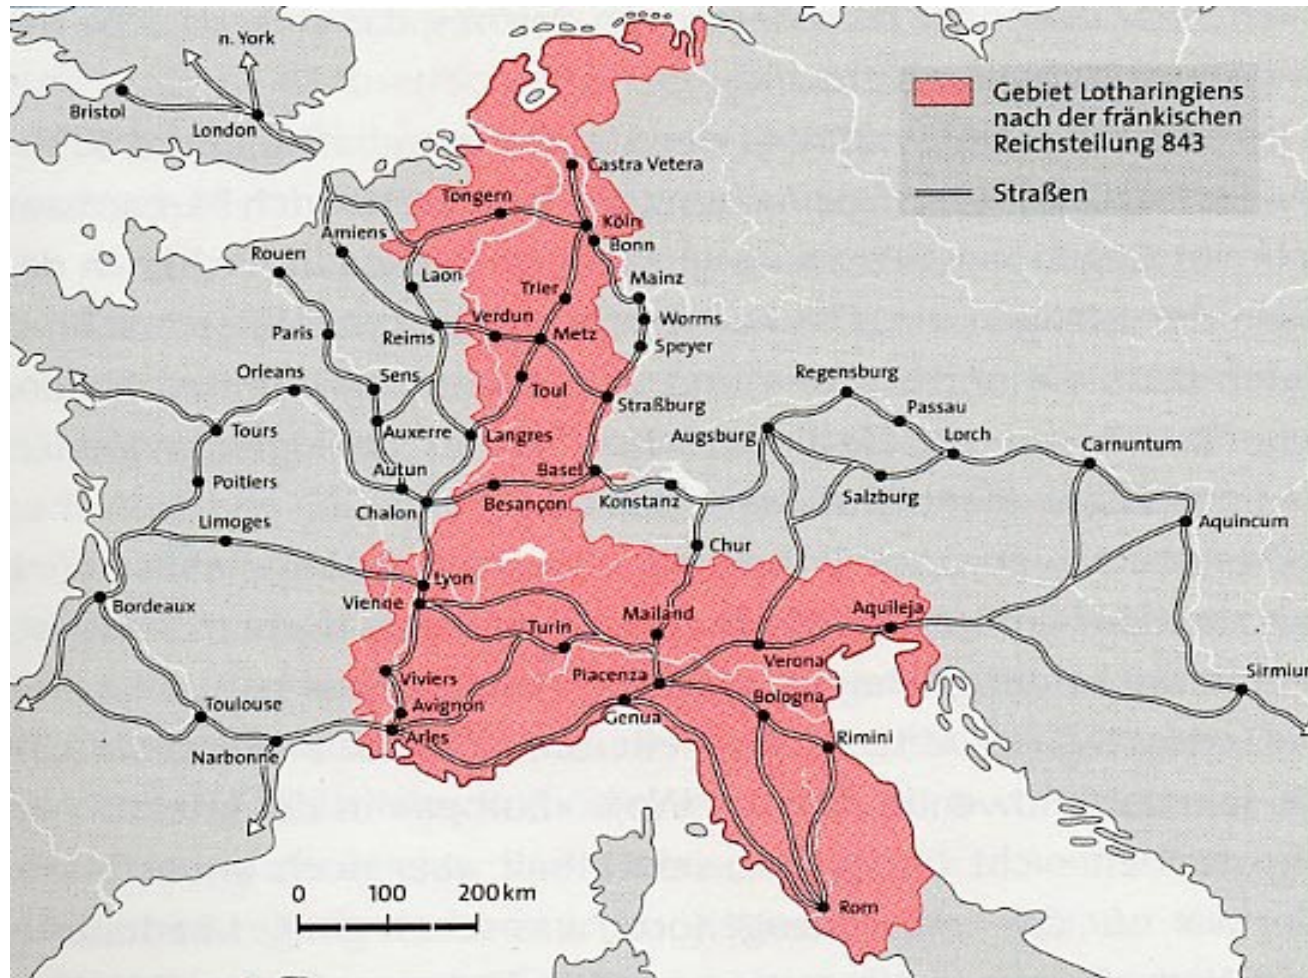 n. York
Bristol
London
Gebiet Lotharingiens
nach der fränkischen
Reichsteilung 843
Straßen
Castra Vetera
Tongern
Köln
Bonn
Amiens
Rouen
Laon
Trier
Mainz
Verdun
Worms
Paris
Reims
Metz
Speyer
Orleans
Sens
Toul
Straßburg
Regensburg
Passau
Tours
Auxerre
Langres
Augsburg
Lorch
Carnuntum
Autun
Basel
Poitiers
Chalon
Besançon
Konstanz
Salzburg
Limoges
Aquincum
Chur
Lyon
Vienne
Bordeaux
Mailand
Aquileja
Turin
Verona
Viviers
Piacenza
Sirmium
Toulouse
Avignon
Genua
Bologna
Narbonne
Arles
Rimini
0 100 200 km
Rom